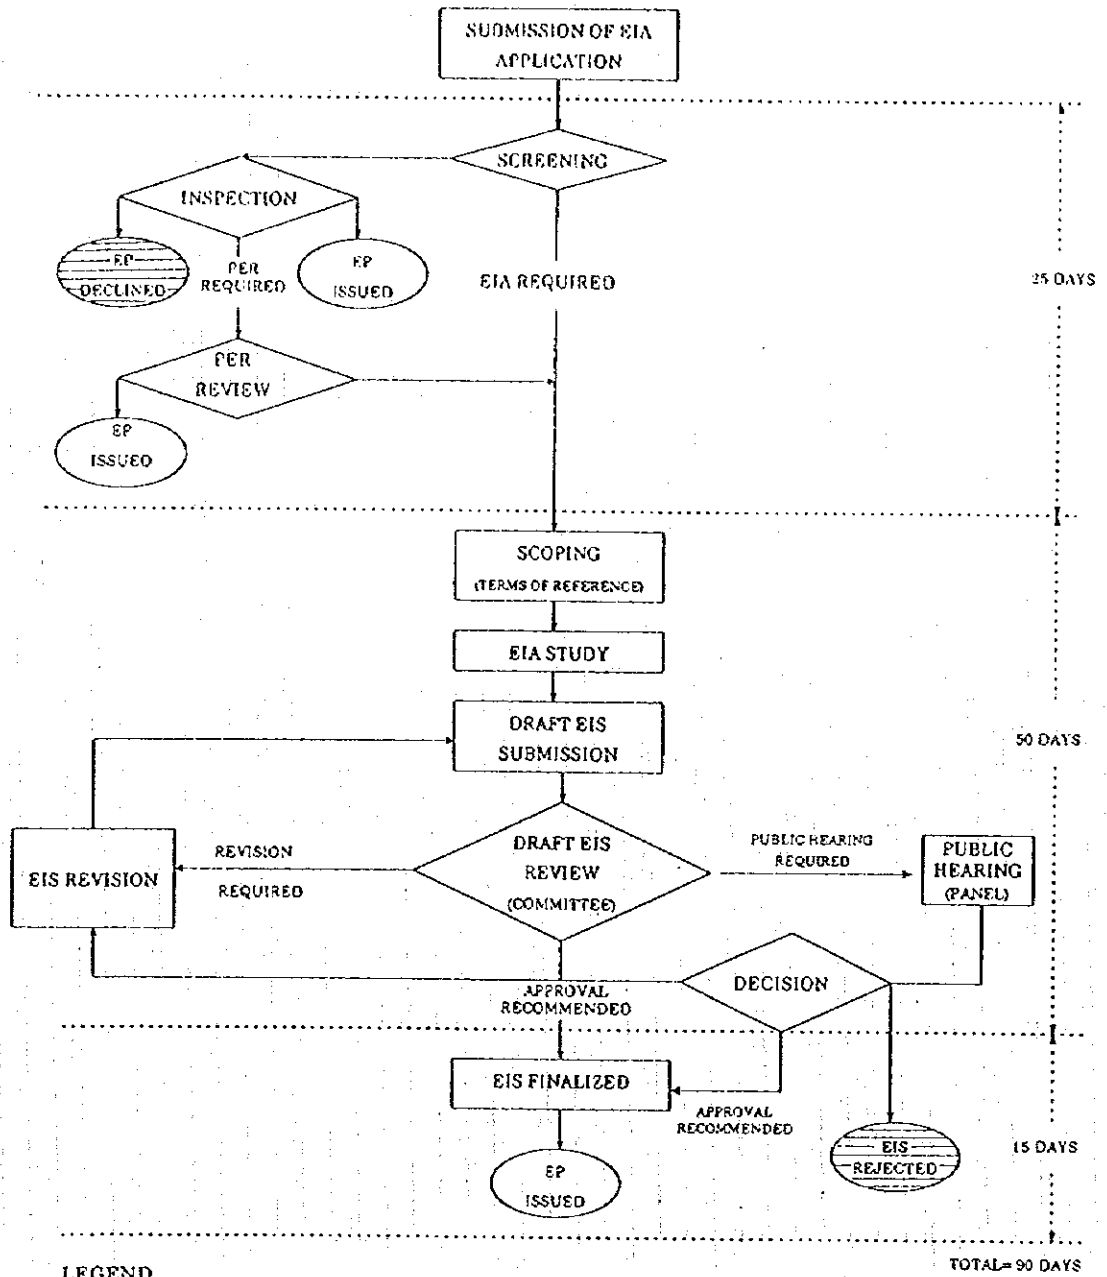 SUBMISSION OF EIA
APPLICATION
SCREENING
INSPECTION
EP
DECLINED
PER
REQUIRED
EP
ISSUED
EIA REQUIRED
25 DAYS
PER
REVIEW
EP
ISSUED
SCOPING
(TERMS OF REFERENCE)
EIA STUDY
DRAFT EIS
SUBMISSION
50 DAYS
EIS REVISION
REVISION
REQUIRED
DRAFT EIS
REVIEW
(COMMITTEE)
PUBLIC HEARING
REQUIRED
PUBLIC
HEARING
(PANEL)
DECISION
APPROVAL
RECOMMENDED
EIS FINALIZED
APPROVAL
RECOMMENDED
EIS
REJECTED
15 DAYS
EP
ISSUED
TOTAL= 90 DAYS
LEGEND